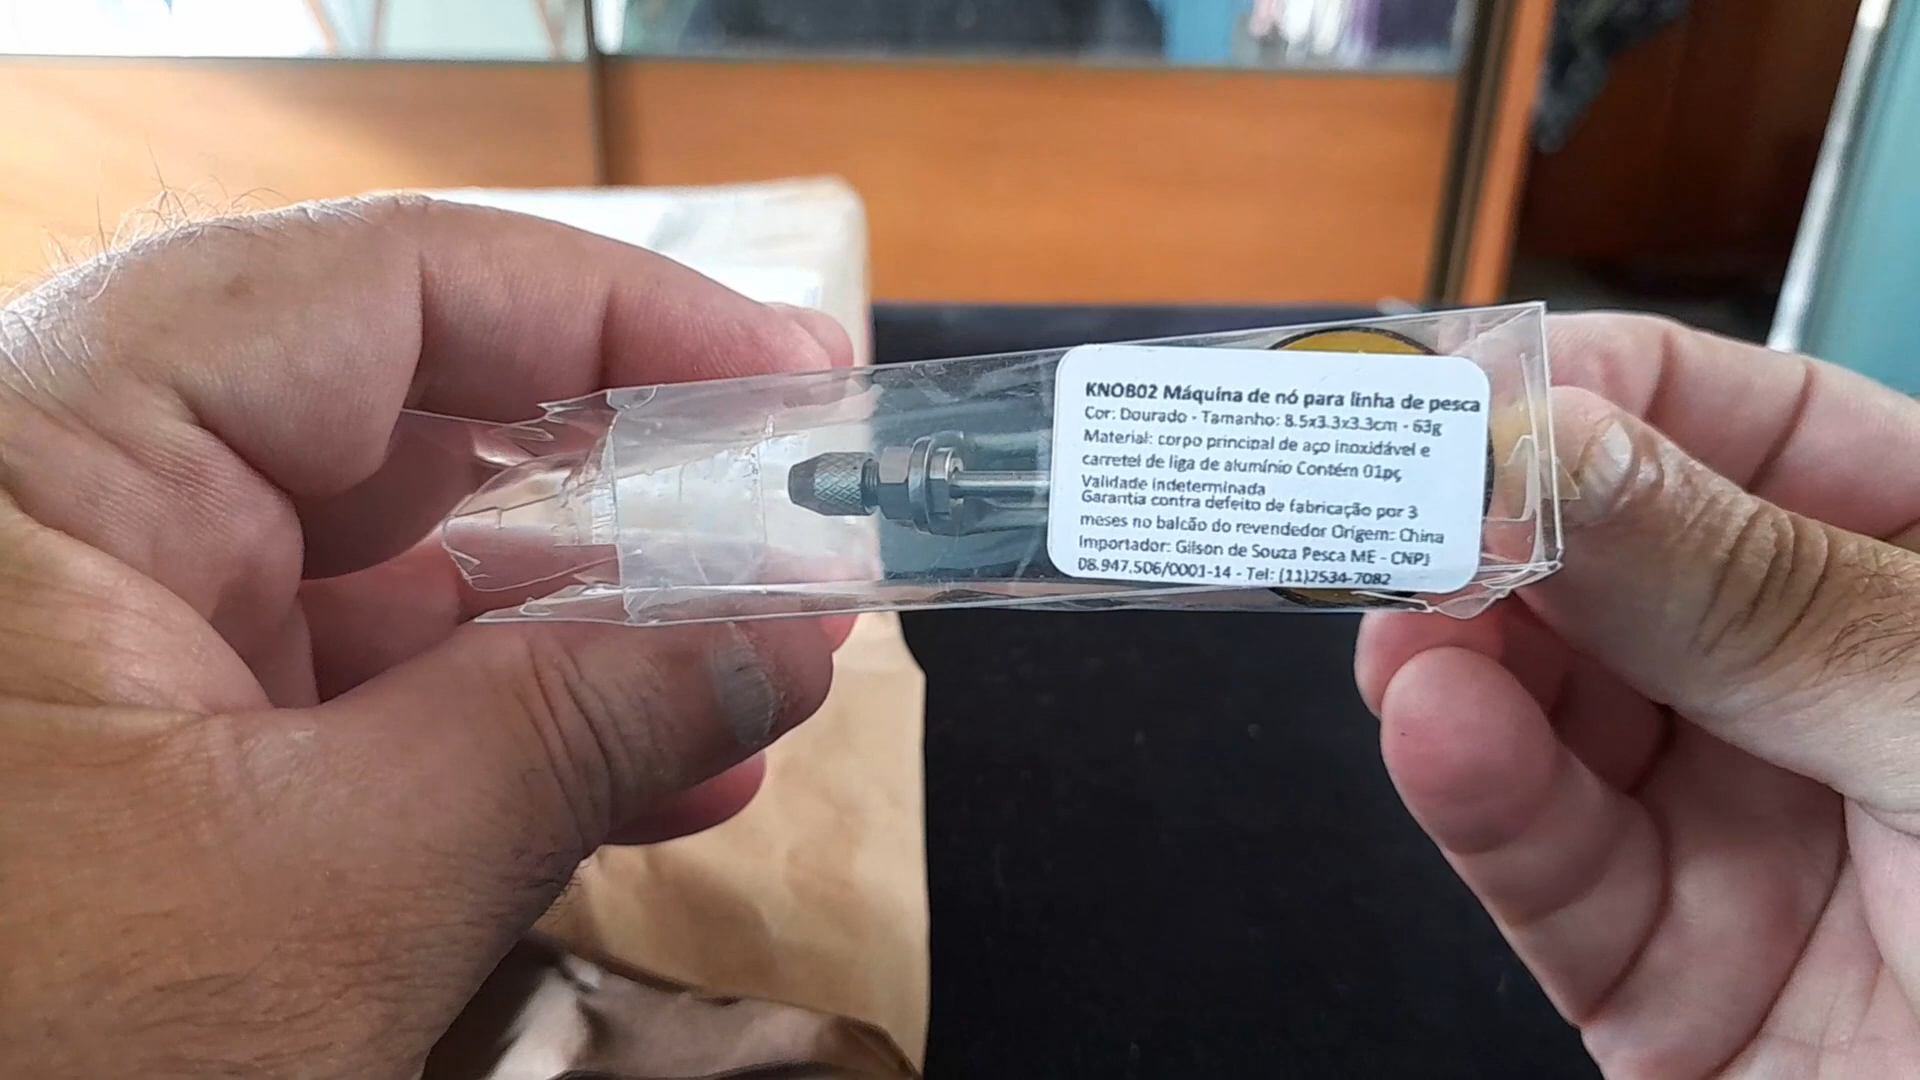 KNOB02 Máquina de nó para linha de pesca
Cor: Dourado - Tamanho: 8.5x3.3x3.3cm - 63g
Material: corpo principal de aço inoxidável e
carretel de liga de alumínio Contém 01pç
Validade indeterminada
Garantia contra defeito de fabricação por 3
meses no balcão do revendedor Origem: China
Importador: Gilson de Souza Pesca ME - CNPJ
08.947.506/0001-14 - Tel: (11)2534-7082